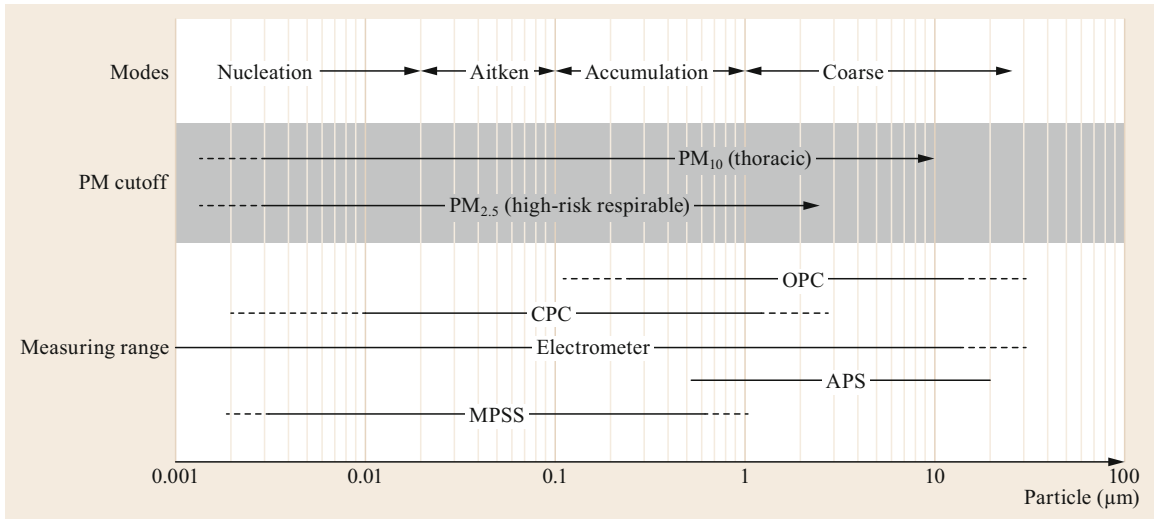 Modes Nucleation Aitken Accumulation Coarse
PM cutoff
PM₁₀ (thoracic)
PM₂.₅ (high-risk respirable)
Measuring range
OPC
CPC
Electrometer
APS
MPSS
0.001 0.01 0.1 1 10 100
Particle (µm)